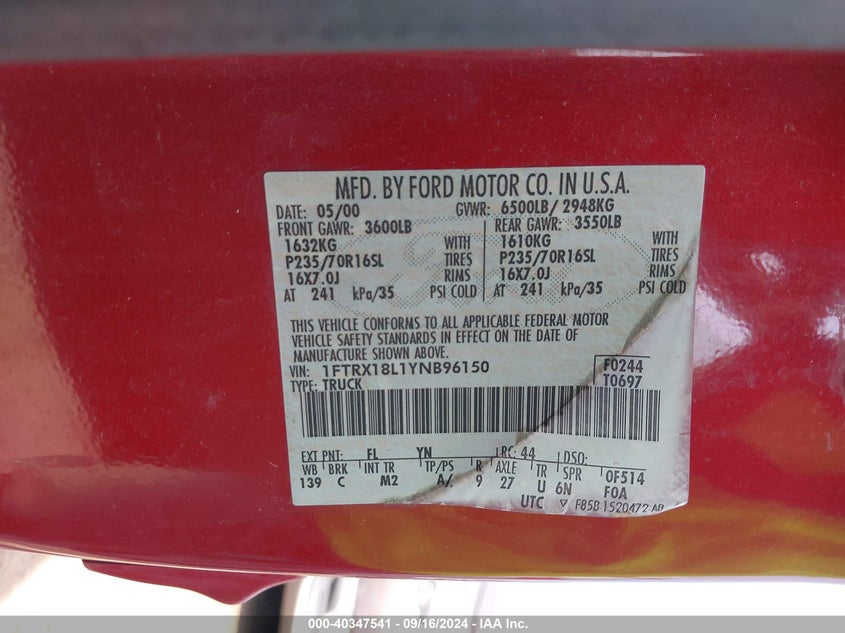 MFD. BY FORD MOTOR CO. IN U.S.A.
DATE: 05/00 GVWR: 6500LB/ 2948KG
FRONT GAWR: 3600LB REAR GAWR: 3550LB
1632KG WITH 1610KG WITH
P235/70R16SL TIRES P235/70R16SL TIRES
16X7.0J RIMS 16X7.0J RIMS
AT 241 kPa/35 PSI COLD AT 241 kPa/35 PSI COLD
THIS VEHICLE CONFORMS TO ALL APPLICABLE FEDERAL MOTOR
VEHICLE SAFETY STANDARDS IN EFFECT ON THE DATE OF
MANUFACTURE SHOWN ABOVE.
VIN: 1FTRX18L1YNB96150 F0244
TYPE: TRUCK T0697
EXT PNT: FL YN RC: 44 DSO:
WB BRK INT TR TP/PS R AXLE TR SPR 0F514
139 C M2 A/ 9 27 U 6N F0A
UTC ▽ F85B 1520472 AB
000-40347541 - 09/16/2024 - IAA Inc.